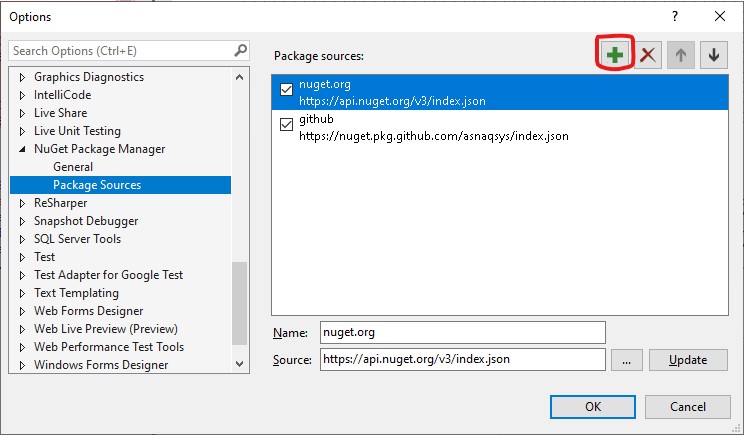 Options
Search Options (Ctrl+E)
Graphics Diagnostics
IntelliCode
Live Share
Live Unit Testing
NuGet Package Manager
General
Package Sources
ReSharper
Snapshot Debugger
SQL Server Tools
Test
Test Adapter for Google Test
Text Templating
Web Forms Designer
Web Live Preview (Preview)
Web Performance Test Tools
Windows Forms Designer
Package sources:
nuget.org
https://api.nuget.org/v3/index.json
github
https://nuget.pkg.github.com/asnaqsys/index.json
Name: nuget.org
Source: https://api.nuget.org/v3/index.json ... Update
OK Cancel